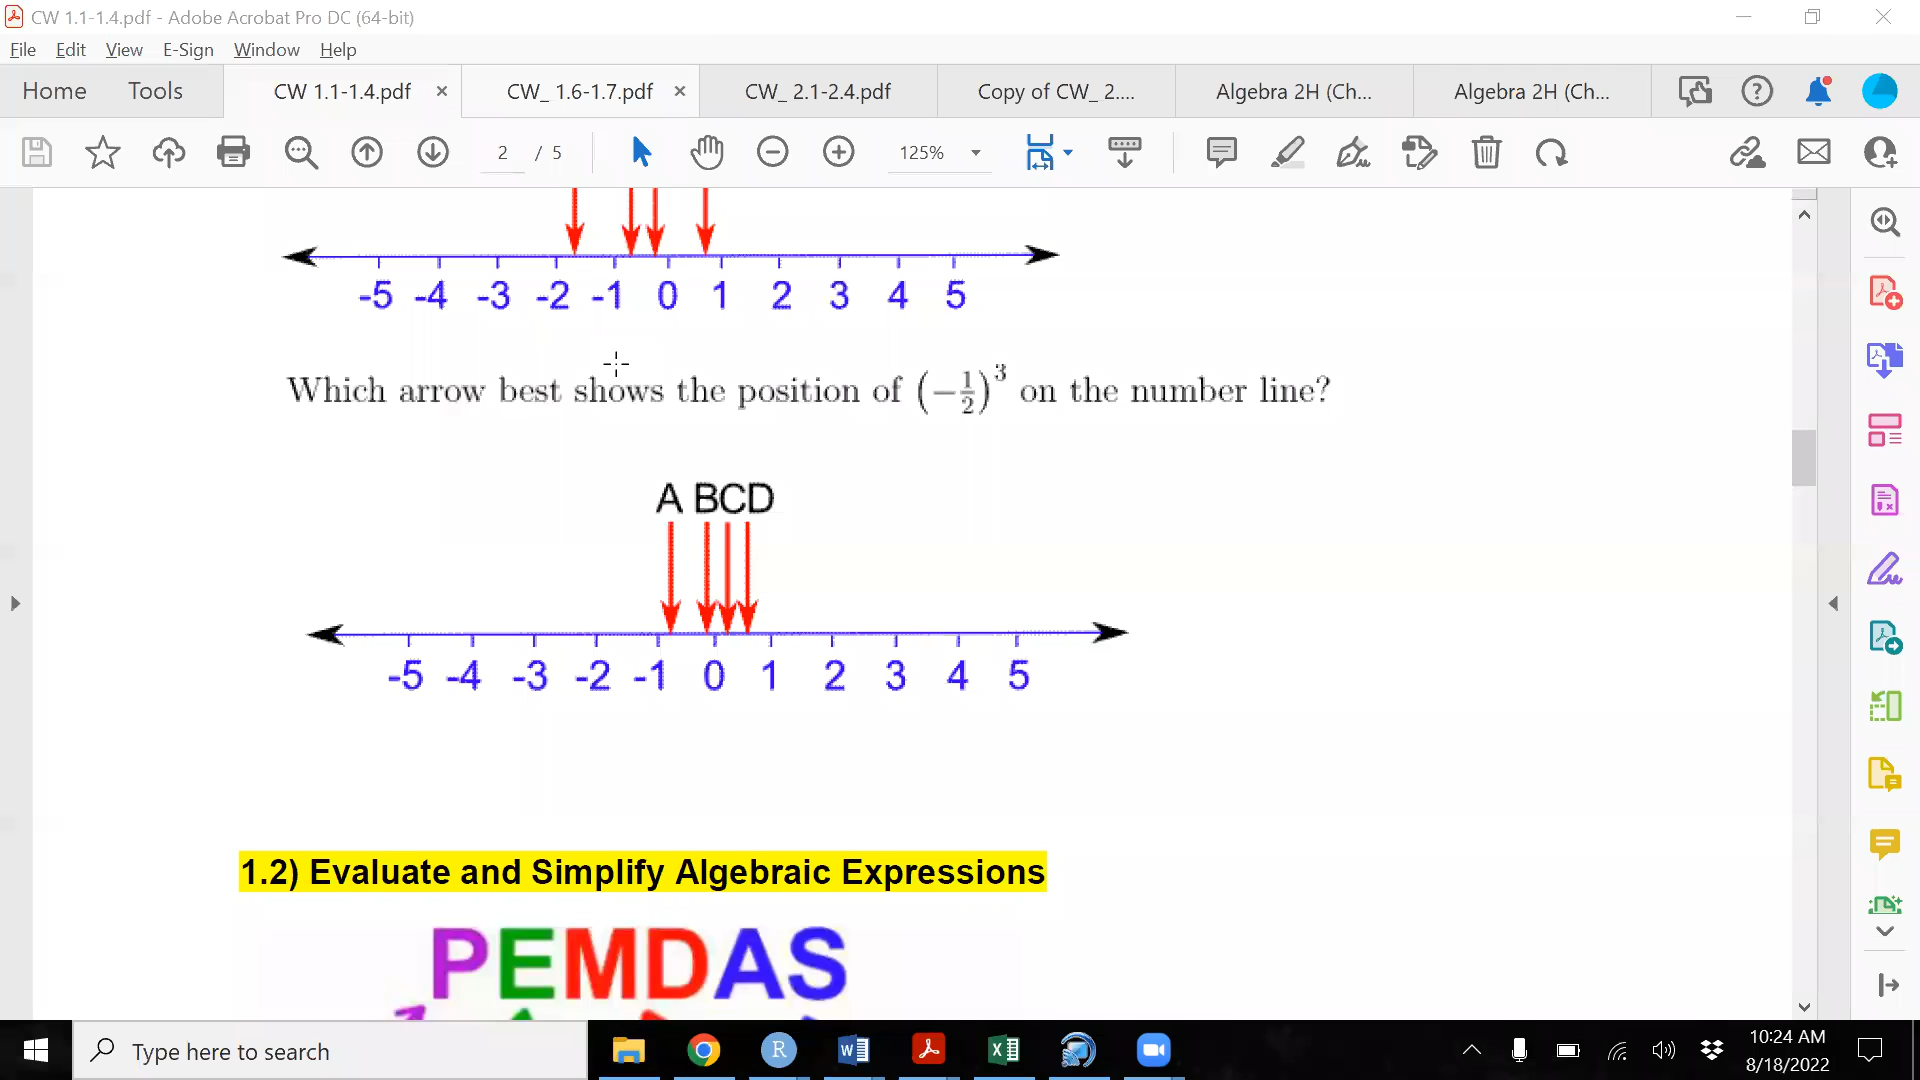 CW 1.1-1.4.pdf - Adobe Acrobat Pro DC (64-bit)
File Edit View E-Sign Window Help
Home Tools CW 1.1-1.4.pdf × CW_ 1.6-1.7.pdf × CW_ 2.1-2.4.pdf Copy of CW_ 2.... Algebra 2H (Ch... Algebra 2H (Ch...
2 / 5 125%
-5 -4 -3 -2 -1 0 1 2 3 4 5
Which arrow best shows the position of (-1/2)^3 on the number line?
A B C D
-5 -4 -3 -2 -1 0 1 2 3 4 5
1.2) Evaluate and Simplify Algebraic Expressions
PEMDAS
Type here to search
10:24 AM
8/18/2022